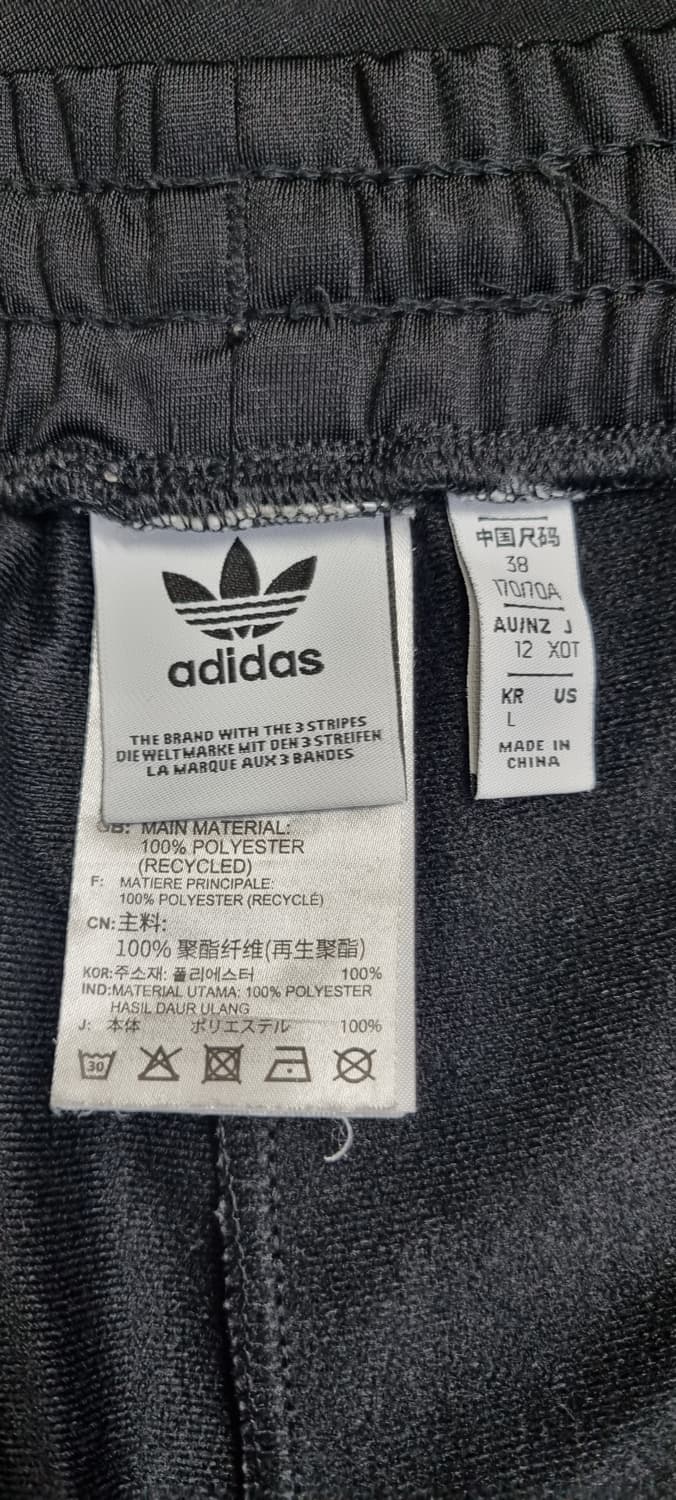 adidas
THE BRAND WITH THE 3 STRIPES
DIE WELTMARKE MIT DEN 3 STREIFEN
LA MARQUE AUX 3 BANDES
GB: MAIN MATERIAL:
100% POLYESTER
(RECYCLED)
F: MATIERE PRINCIPALE:
100% POLYESTER (RECYCLÉ)
CN:主料:
100% 聚酯纤维(再生聚酯)
KOR:주소재: 폴리에스터 100%
IND:MATERIAL UTAMA: 100% POLYESTER
HASIL DAUR ULANG
J: 本体 ポリエステル 100%
30
中国尺码
38
170/70A
AU/NZ J
12 XOT
KR US
L
MADE IN
CHINA